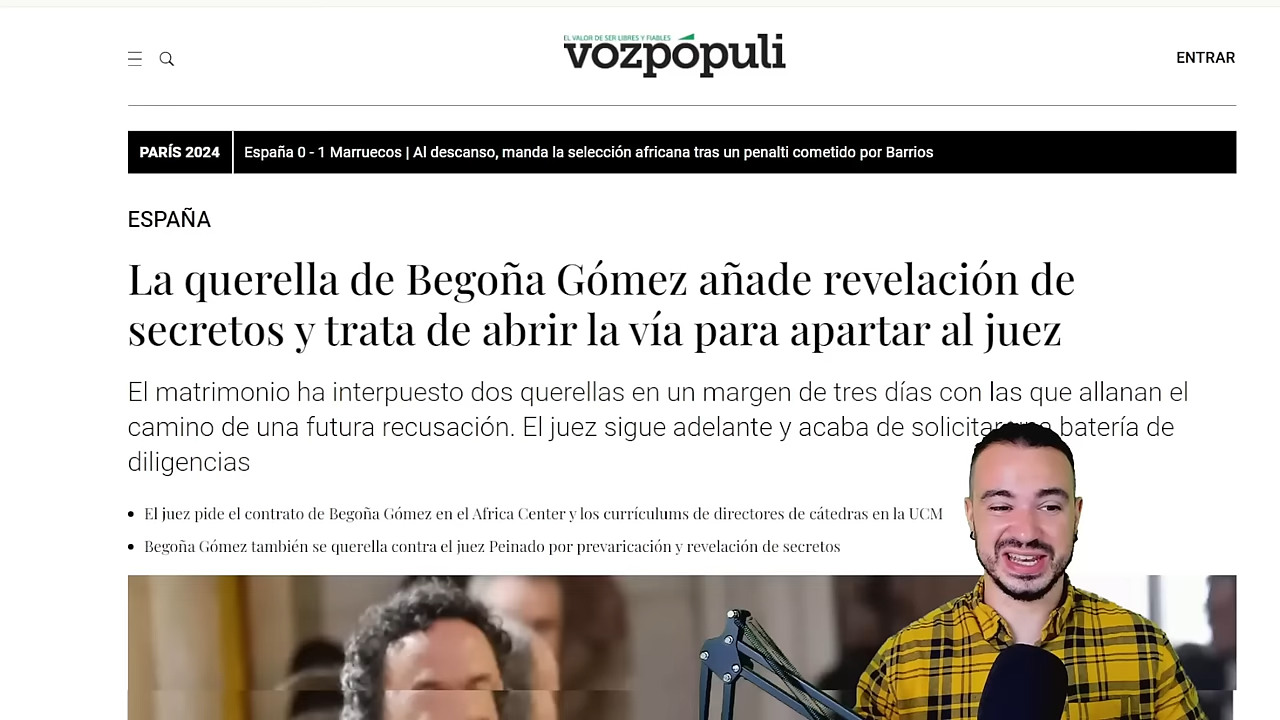 EL VALOR DE SER LIBRES Y FIABLES
vozpópuli
ENTRAR
PARÍS 2024
España 0 - 1 Marruecos | Al descanso, manda la selección africana tras un penalti cometido por Barrios
ESPAÑA
La querella de Begoña Gómez añade revelación de
secretos y trata de abrir la vía para apartar al juez
El matrimonio ha interpuesto dos querellas en un margen de tres días con las que allanan el
camino de una futura recusación. El juez sigue adelante y acaba de solicitar batería de
diligencias
• El juez pide el contrato de Begoña Gómez en el Africa Center y los currículums de directores de cátedras en la UCM
• Begoña Gómez también se querella contra el juez Peinado por prevaricación y revelación de secretos